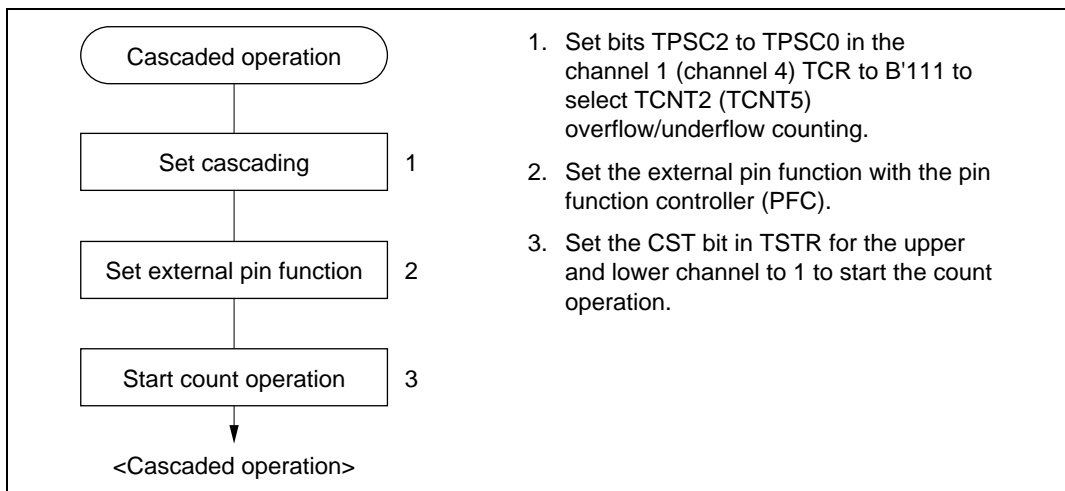 Cascaded operation
Set cascading 1
Set external pin function 2
Start count operation 3
<Cascaded operation>
1. Set bits TPSC2 to TPSC0 in the
channel 1 (channel 4) TCR to B'111 to
select TCNT2 (TCNT5)
overflow/underflow counting.
2. Set the external pin function with the pin
function controller (PFC).
3. Set the CST bit in TSTR for the upper
and lower channel to 1 to start the count
operation.